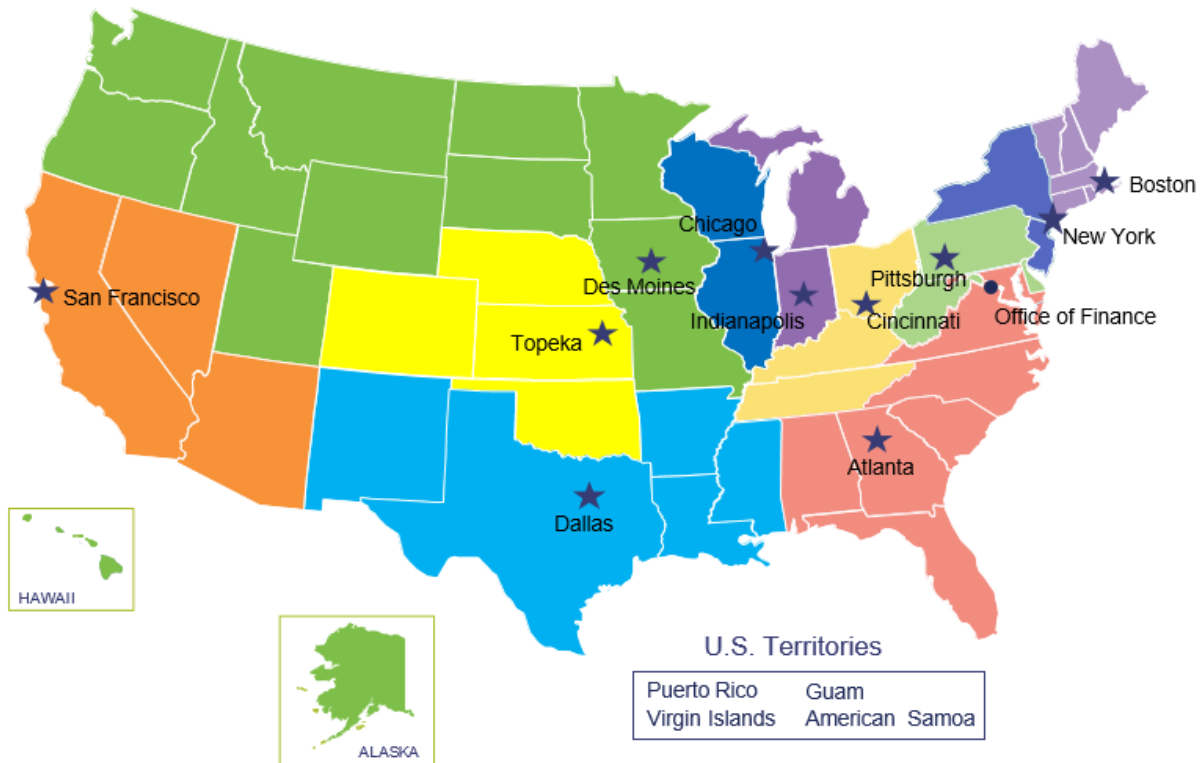 Boston
Chicago
New York
Des Moines
Pittsburgh
San Francisco
Indianapolis
Cincinnati
Office of Finance
Topeka
Atlanta
Dallas
HAWAII
U.S. Territories
Puerto Rico Guam
Virgin Islands American Samoa
ALASKA